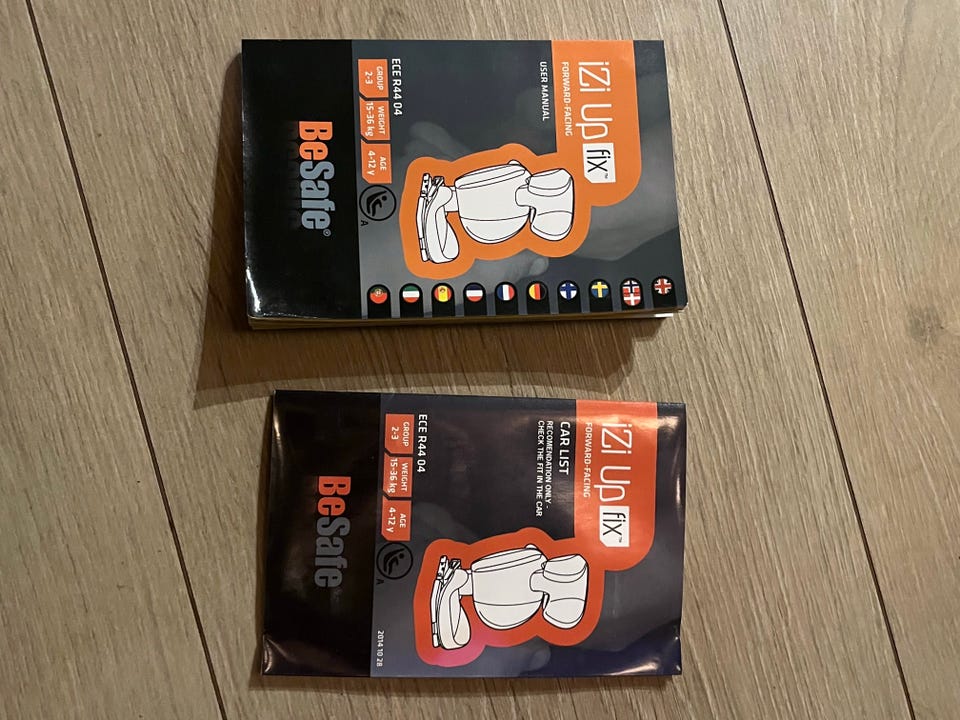 iZi Up fix™
FORWARD-FACING
USER MANUAL
ECE R44 04
GROUP
2-3
WEIGHT
15-36 kg
AGE
4-12 y
A
BeSafe®
iZi Up fix™
FORWARD-FACING
CAR LIST
RECOMENDATION ONLY -
CHECK THE FIT IN THE CAR
ECE R44 04
GROUP
2-3
WEIGHT
15-36 kg
AGE
4-12 y
A
2014 10 28
BeSafe